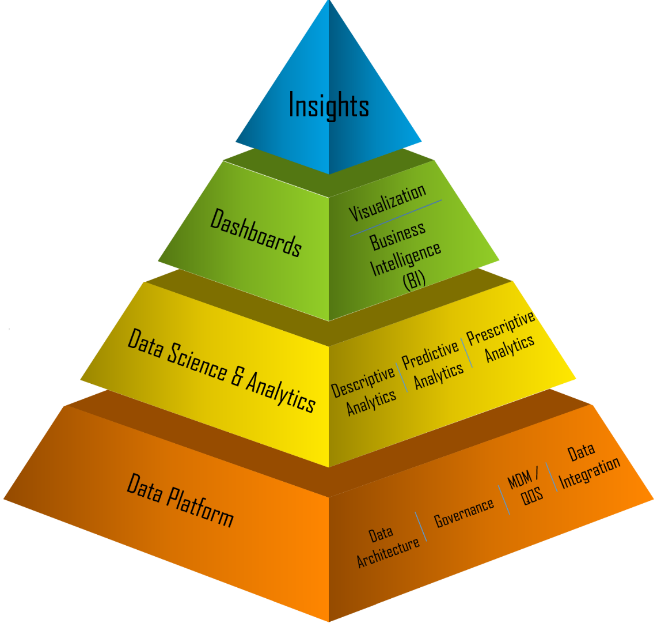 Insights
Dashboards
Visualization
Business
Intelligence
(BI)
Data Science & Analytics
Descriptive
Analytics
Predictive
Analytics
Prescriptive
Analytics
Data Platform
Data
Architecture
Governance
MDM /
QOS
Data
Integration